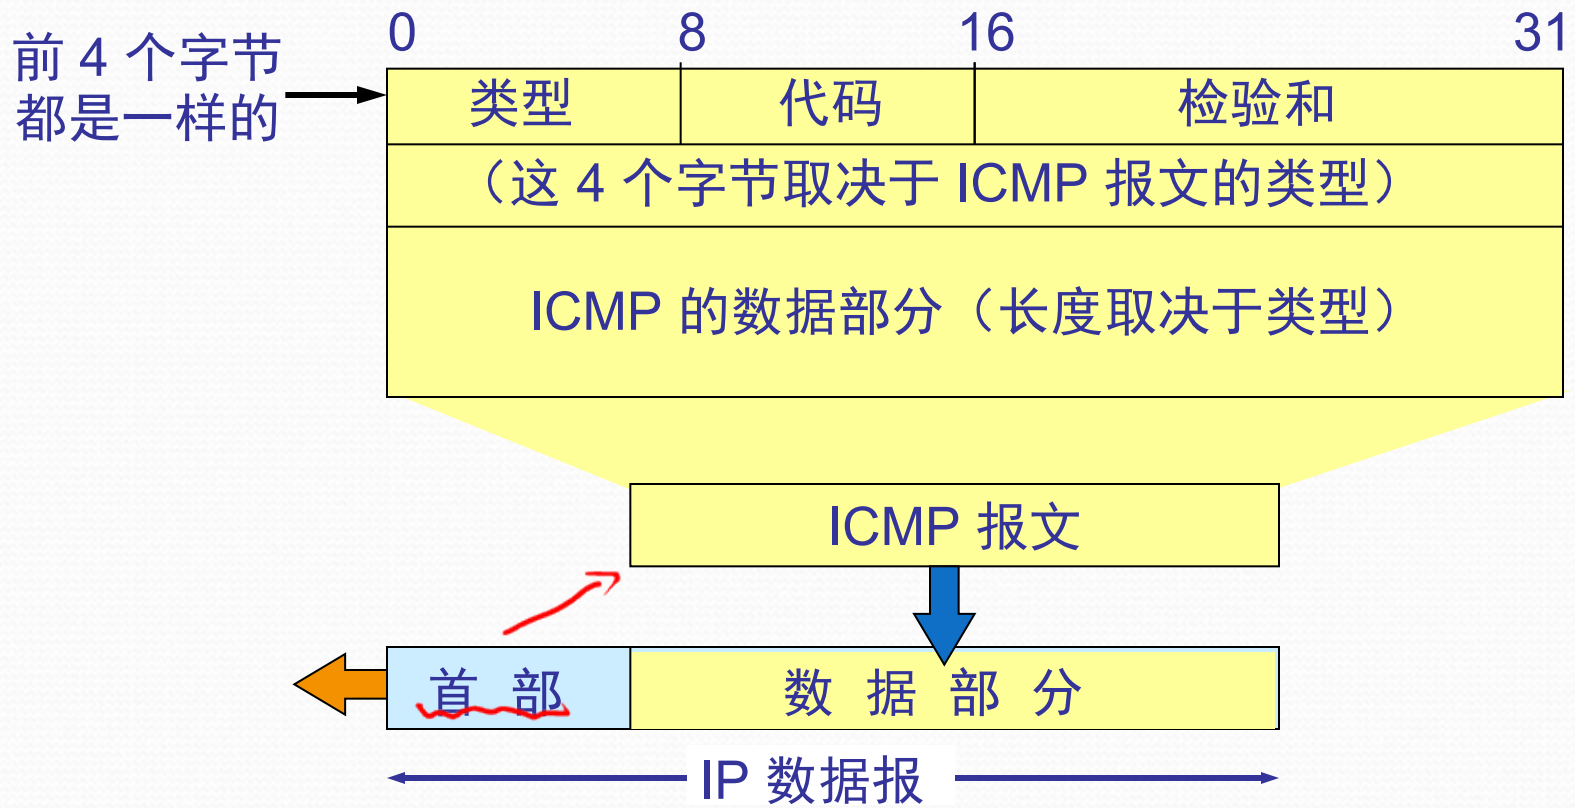 0 8 16 31
前 4 个字节
都是一样的
类型 代码 检验和
（这 4 个字节取决于 ICMP 报文的类型）
ICMP 的数据部分（长度取决于类型）
ICMP 报文
首 部 数 据 部 分
IP 数据报